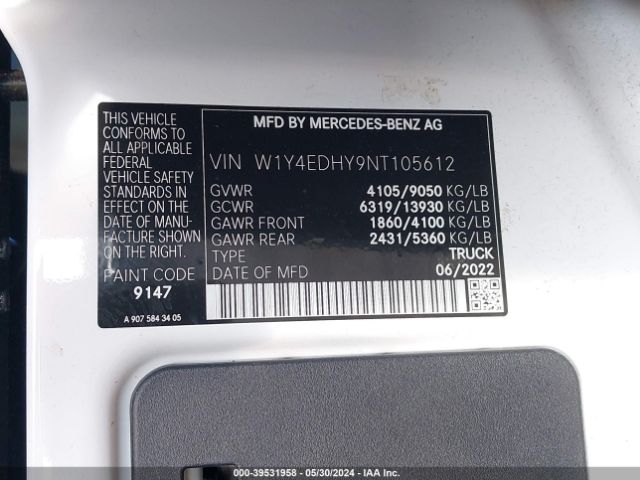 THIS VEHICLE
CONFORMS TO
ALL APPLICABLE
FEDERAL MOTOR
VEHICLE SAFETY
STANDARDS IN
EFFECT ON THE
DATE OF MANU-
FACTURE SHOWN
ON THE RIGHT.
PAINT CODE
9147
A 907 584 34 05
MFD BY MERCEDES-BENZ AG
VIN W1Y4EDHY9NT105612
GVWR 4105/9050 KG/LB
GCWR 6319/13930 KG/LB
GAWR FRONT 1860/4100 KG/LB
GAWR REAR 2431/5360 KG/LB
TYPE TRUCK
DATE OF MFD 06/2022
000 - 39531958 - 05/30/2024 - IAA Inc.